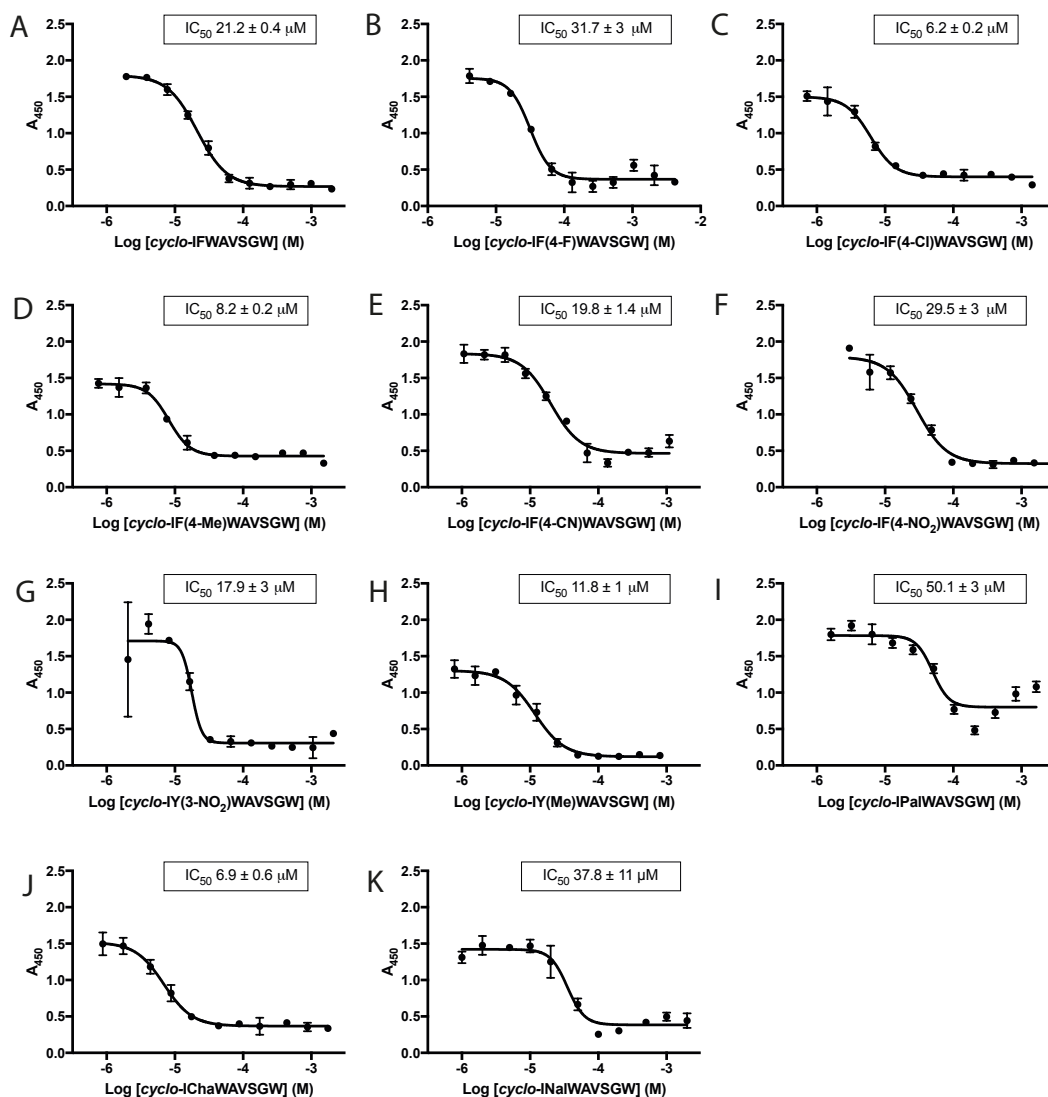 A
IC50 21.2 ± 0.4 μM
2.5
2.0
1.5
1.0
0.5
0.0
A450
-6 -5 -4 -3
Log [cyclo-IFWAVSGW] (M)
B
IC50 31.7 ± 3 μM
2.5
2.0
1.5
1.0
0.5
0.0
A450
-6 -5 -4 -3 -2
Log [cyclo-IF(4-F)WAVSGW] (M)
C
IC50 6.2 ± 0.2 μM
2.5
2.0
1.5
1.0
0.5
0.0
A450
-6 -5 -4 -3
Log [cyclo-IF(4-Cl)WAVSGW] (M)
D
IC50 8.2 ± 0.2 μM
2.5
2.0
1.5
1.0
0.5
0.0
A450
-6 -5 -4 -3
Log [cyclo-IF(4-Me)WAVSGW] (M)
E
IC50 19.8 ± 1.4 μM
2.5
2.0
1.5
1.0
0.5
0.0
A450
-6 -5 -4 -3
Log [cyclo-IF(4-CN)WAVSGW] (M)
F
IC50 29.5 ± 3 μM
2.5
2.0
1.5
1.0
0.5
0.0
A450
-6 -5 -4 -3
Log [cyclo-IF(4-NO2)WAVSGW] (M)
G
IC50 17.9 ± 3 μM
2.5
2.0
1.5
1.0
0.5
0.0
A450
-6 -5 -4 -3
Log [cyclo-IY(3-NO2)WAVSGW] (M)
H
IC50 11.8 ± 1 μM
2.5
2.0
1.5
1.0
0.5
0.0
A450
-6 -5 -4 -3
Log [cyclo-IY(Me)WAVSGW] (M)
I
IC50 50.1 ± 3 μM
2.5
2.0
1.5
1.0
0.5
0.0
A450
-6 -5 -4 -3
Log [cyclo-IPalWAVSGW] (M)
J
IC50 6.9 ± 0.6 μM
2.5
2.0
1.5
1.0
0.5
0.0
A450
-6 -5 -4 -3
Log [cyclo-IChaWAVSGW] (M)
K
IC50 37.8 ± 11 μM
2.5
2.0
1.5
1.0
0.5
0.0
A450
-6 -5 -4 -3
Log [cyclo-INalWAVSGW] (M)